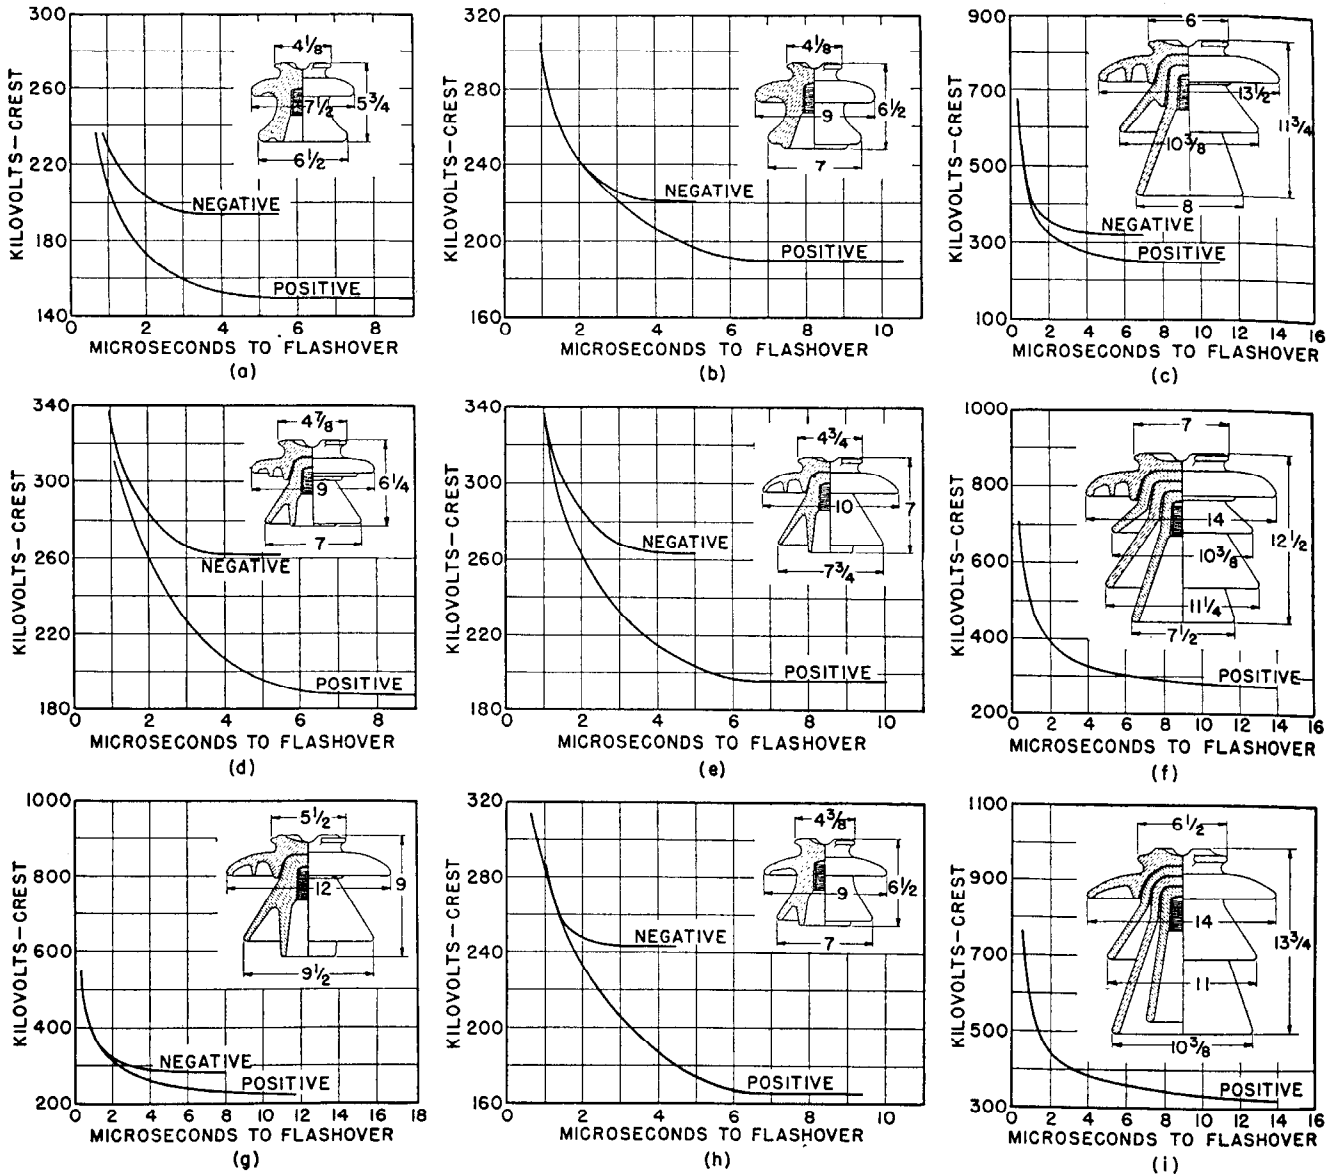 300
260
220
180
140
KILOVOLTS-CREST
4 1/8
7 1/2
5 3/4
6 1/2
NEGATIVE
POSITIVE
0 2 4 6 8
MICROSECONDS TO FLASHOVER
(a)
320
280
240
200
160
KILOVOLTS-CREST
4 1/8
9
6 1/2
7
NEGATIVE
POSITIVE
0 2 4 6 8 10
MICROSECONDS TO FLASHOVER
(b)
900
700
500
300
100
KILOVOLTS-CREST
6
13 1/2
11 3/4
10 3/8
8
NEGATIVE
POSITIVE
0 2 4 6 8 10 12 14 16
MICROSECONDS TO FLASHOVER
(c)
340
300
260
220
180
KILOVOLTS-CREST
4 7/8
9
6 1/4
7
NEGATIVE
POSITIVE
0 2 4 6 8
MICROSECONDS TO FLASHOVER
(d)
340
300
260
220
180
KILOVOLTS-CREST
4 3/4
10
7
7 3/4
NEGATIVE
POSITIVE
0 2 4 6 8 10
MICROSECONDS TO FLASHOVER
(e)
1000
800
600
400
200
KILOVOLTS-CREST
7
14
12 1/2
10 3/8
11 1/4
7 1/2
POSITIVE
0 2 4 6 8 10 12 14 16
MICROSECONDS TO FLASHOVER
(f)
1000
800
600
400
200
KILOVOLTS-CREST
5 1/2
12
9
9 1/2
NEGATIVE
POSITIVE
0 2 4 6 8 10 12 14 16 18
MICROSECONDS TO FLASHOVER
(g)
320
280
240
200
160
KILOVOLTS-CREST
4 3/8
9
6 1/2
7
NEGATIVE
POSITIVE
0 2 4 6 8 10
MICROSECONDS TO FLASHOVER
(h)
1100
900
700
500
300
KILOVOLTS-CREST
6 1/2
14
13 3/4
11
10 3/8
POSITIVE
0 2 4 6 8 10 12 14 16
MICROSECONDS TO FLASHOVER
(i)